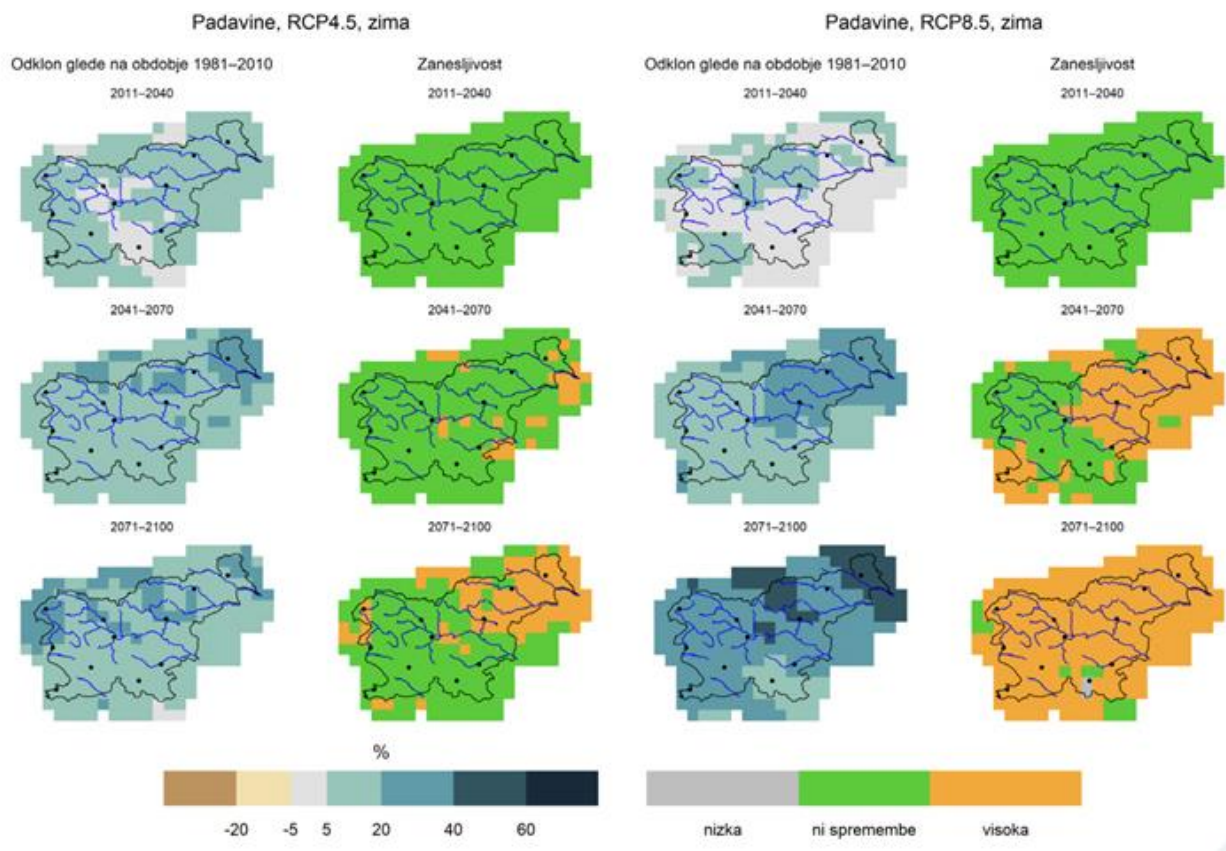 Padavine, RCP4.5, zima
Padavine, RCP8.5, zima
Odklon glede na obdobje 1981–2010
Zanesljivost
Odklon glede na obdobje 1981–2010
Zanesljivost
2011–2040
2011–2040
2011–2040
2011–2040
2041–2070
2041–2070
2041–2070
2041–2070
2071–2100
2071–2100
2071–2100
2071–2100
%
-20 -5 5 20 40 60
nizka ni spremembe visoka